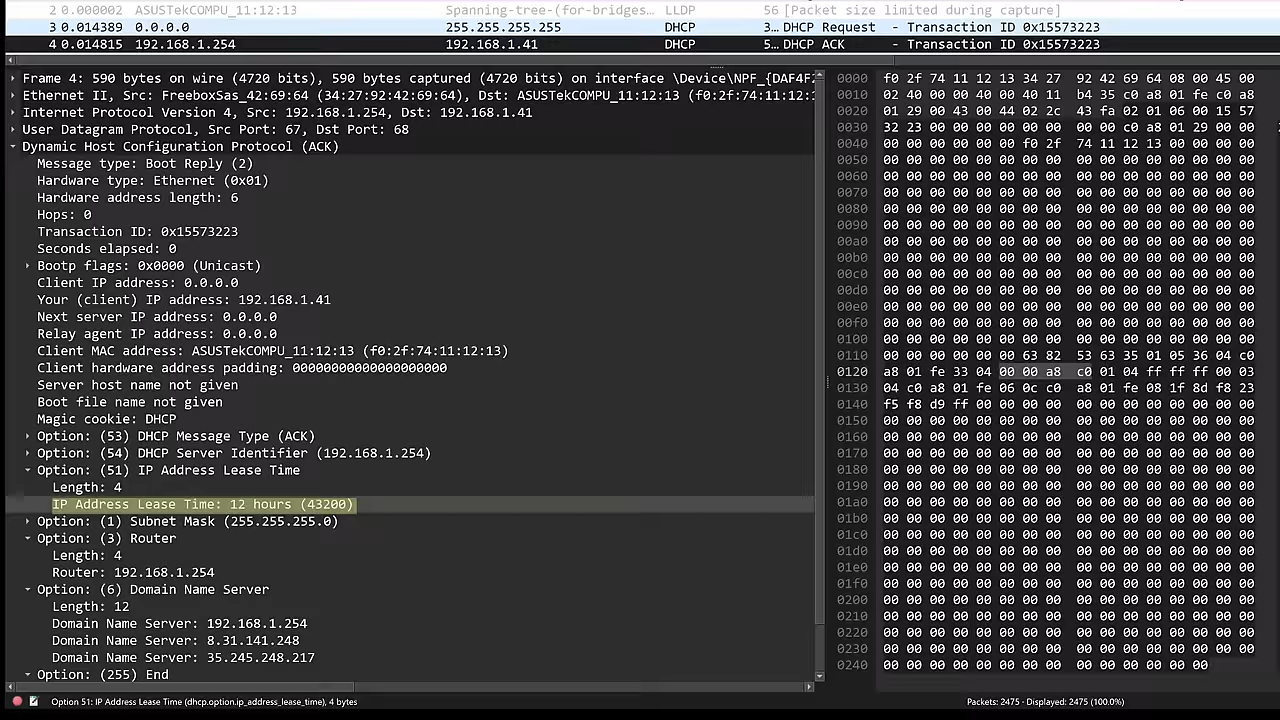 2 0.000002 ASUSTekCOMPU_11:12:13 Spanning-tree-(for-bridges… LLDP 56 [Packet size limited during capture]
3 0.014389 0.0.0.0 255.255.255.255 DHCP 3… DHCP Request - Transaction ID 0x15573223
4 0.014815 192.168.1.254 192.168.1.41 DHCP 5… DHCP ACK - Transaction ID 0x15573223
Frame 4: 590 bytes on wire (4720 bits), 590 bytes captured (4720 bits) on interface \Device\NPF_{DAF4F2
Ethernet II, Src: FreeboxSas_42:69:64 (34:27:92:42:69:64), Dst: ASUSTekCOMPU_11:12:13 (f0:2f:74:11:12:1
Internet Protocol Version 4, Src: 192.168.1.254, Dst: 192.168.1.41
User Datagram Protocol, Src Port: 67, Dst Port: 68
Dynamic Host Configuration Protocol (ACK)
Message type: Boot Reply (2)
Hardware type: Ethernet (0x01)
Hardware address length: 6
Hops: 0
Transaction ID: 0x15573223
Seconds elapsed: 0
Bootp flags: 0x0000 (Unicast)
Client IP address: 0.0.0.0
Your (client) IP address: 192.168.1.41
Next server IP address: 0.0.0.0
Relay agent IP address: 0.0.0.0
Client MAC address: ASUSTekCOMPU_11:12:13 (f0:2f:74:11:12:13)
Client hardware address padding: 00000000000000000000
Server host name not given
Boot file name not given
Magic cookie: DHCP
Option: (53) DHCP Message Type (ACK)
Option: (54) DHCP Server Identifier (192.168.1.254)
Option: (51) IP Address Lease Time
Length: 4
IP Address Lease Time: 12 hours (43200)
Option: (1) Subnet Mask (255.255.255.0)
Option: (3) Router
Length: 4
Router: 192.168.1.254
Option: (6) Domain Name Server
Length: 12
Domain Name Server: 192.168.1.254
Domain Name Server: 8.31.141.248
Domain Name Server: 35.245.248.217
Option: (255) End
0000 f0 2f 74 11 12 13 34 27 92 42 69 64 08 00 45 00
0010 02 40 00 00 40 00 40 11 b4 35 c0 a8 01 fe c0 a8
0020 01 29 00 43 00 44 02 2c 43 fa 02 01 06 00 15 57
0030 32 23 00 00 00 00 00 00 00 00 c0 a8 01 29 00 00
0040 00 00 00 00 00 00 f0 2f 74 11 12 13 00 00 00 00
0050 00 00 00 00 00 00 00 00 00 00 00 00 00 00 00 00
0060 00 00 00 00 00 00 00 00 00 00 00 00 00 00 00 00
0070 00 00 00 00 00 00 00 00 00 00 00 00 00 00 00 00
0080 00 00 00 00 00 00 00 00 00 00 00 00 00 00 00 00
0090 00 00 00 00 00 00 00 00 00 00 00 00 00 00 00 00
00a0 00 00 00 00 00 00 00 00 00 00 00 00 00 00 00 00
00b0 00 00 00 00 00 00 00 00 00 00 00 00 00 00 00 00
00c0 00 00 00 00 00 00 00 00 00 00 00 00 00 00 00 00
00d0 00 00 00 00 00 00 00 00 00 00 00 00 00 00 00 00
00e0 00 00 00 00 00 00 00 00 00 00 00 00 00 00 00 00
00f0 00 00 00 00 00 00 00 00 00 00 00 00 00 00 00 00
0100 00 00 00 00 00 00 00 00 00 00 00 00 00 00 00 00
0110 00 00 00 00 00 00 63 82 53 63 35 01 05 36 04 c0
0120 a8 01 fe 33 04 00 00 a8 c0 01 04 ff ff ff 00 03
0130 04 c0 a8 01 fe 06 0c c0 a8 01 fe 08 1f 8d f8 23
0140 f5 f8 d9 ff 00 00 00 00 00 00 00 00 00 00 00 00
0150 00 00 00 00 00 00 00 00 00 00 00 00 00 00 00 00
0160 00 00 00 00 00 00 00 00 00 00 00 00 00 00 00 00
0170 00 00 00 00 00 00 00 00 00 00 00 00 00 00 00 00
0180 00 00 00 00 00 00 00 00 00 00 00 00 00 00 00 00
0190 00 00 00 00 00 00 00 00 00 00 00 00 00 00 00 00
01a0 00 00 00 00 00 00 00 00 00 00 00 00 00 00 00 00
01b0 00 00 00 00 00 00 00 00 00 00 00 00 00 00 00 00
01c0 00 00 00 00 00 00 00 00 00 00 00 00 00 00 00 00
01d0 00 00 00 00 00 00 00 00 00 00 00 00 00 00 00 00
01e0 00 00 00 00 00 00 00 00 00 00 00 00 00 00 00 00
01f0 00 00 00 00 00 00 00 00 00 00 00 00 00 00 00 00
0200 00 00 00 00 00 00 00 00 00 00 00 00 00 00 00 00
0210 00 00 00 00 00 00 00 00 00 00 00 00 00 00 00 00
0220 00 00 00 00 00 00 00 00 00 00 00 00 00 00 00 00
0230 00 00 00 00 00 00 00 00 00 00 00 00 00 00 00 00
0240 00 00 00 00 00 00 00 00 00 00 00 00 00 00
Option 51: IP Address Lease Time (dhcp.option.ip_address_lease_time), 4 bytes
Packets: 2475 · Displayed: 2475 (100.0%)